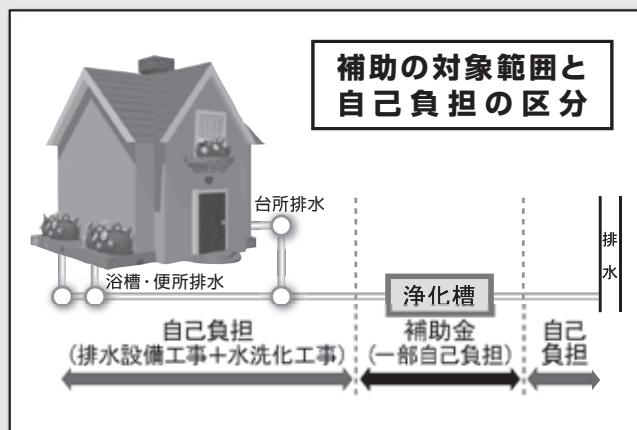 補助の対象範囲と
自己負担の区分
台所排水
浴槽・便所排水
排水
浄化槽
自己負担
(排水設備工事+水洗化工事)
補助金
(一部自己負担)
自己
負担